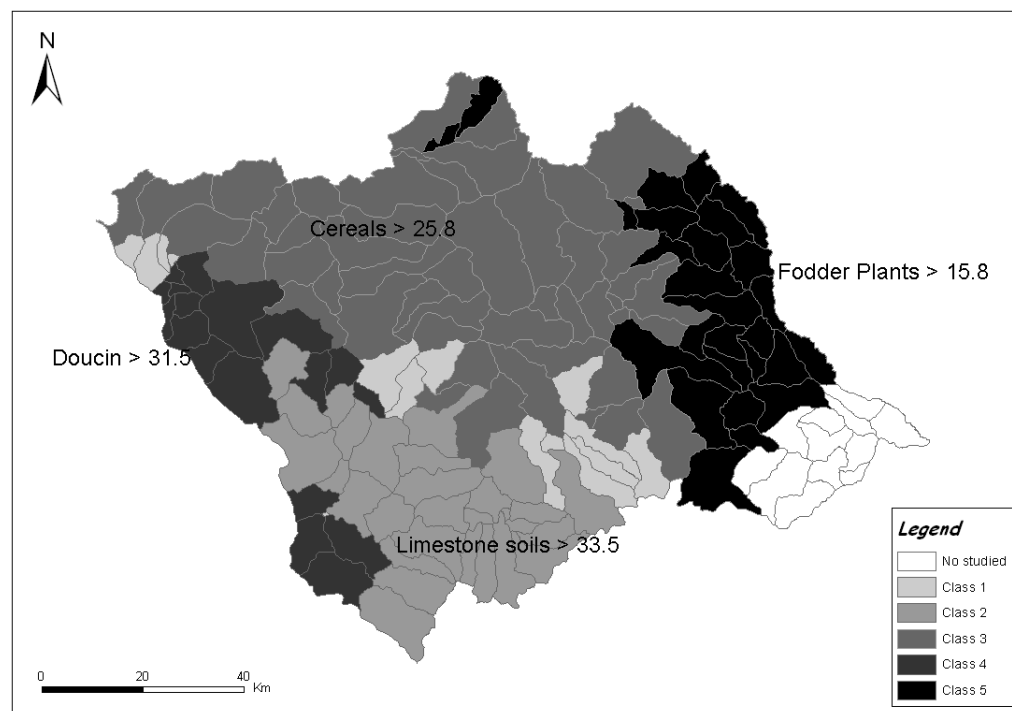 N
Cereals > 25.8
Fodder Plants > 15.8
Doucin > 31.5
Limestone soils > 33.5
Legend
No studied
Class 1
Class 2
Class 3
Class 4
Class 5
0 20 40
Km